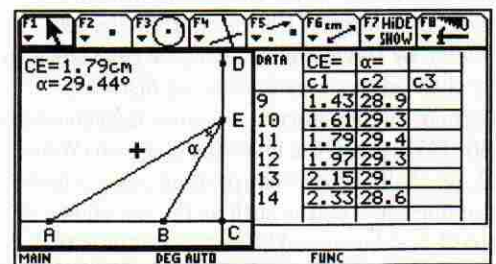 F1 F2 F3 F4 F5 F6 cm F7 HiDE SHOW F8
CE=1.79cm
α=29.44º
D
E
α
A B C
DATA CE= α=
c1 c2 c3
9 1.43 28.9
10 1.61 29.3
11 1.79 29.4
12 1.97 29.3
13 2.15 29.
14 2.33 28.6
MAIN DEG AUTO FUNC